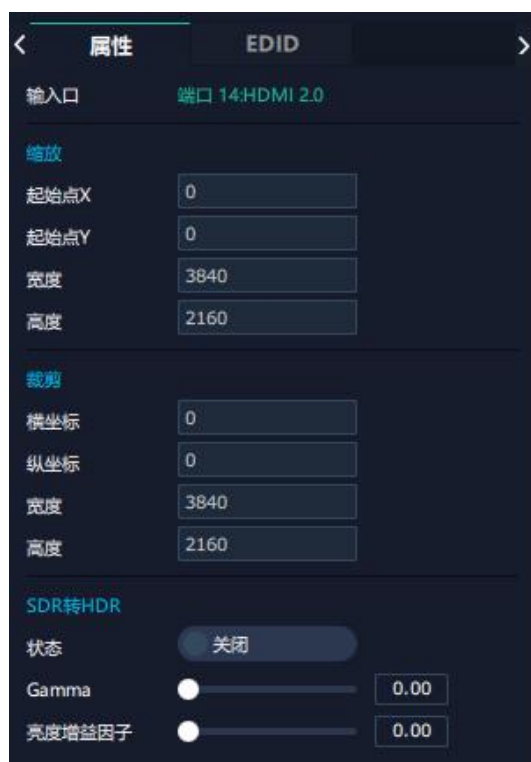 属性 EDID
输入口 端口 14:HDMI 2.0
缩放
起始点X 0
起始点Y 0
宽度 3840
高度 2160
裁剪
横坐标 0
纵坐标 0
宽度 3840
高度 2160
SDR转HDR
状态 关闭
Gamma 0.00
亮度增益因子 0.00